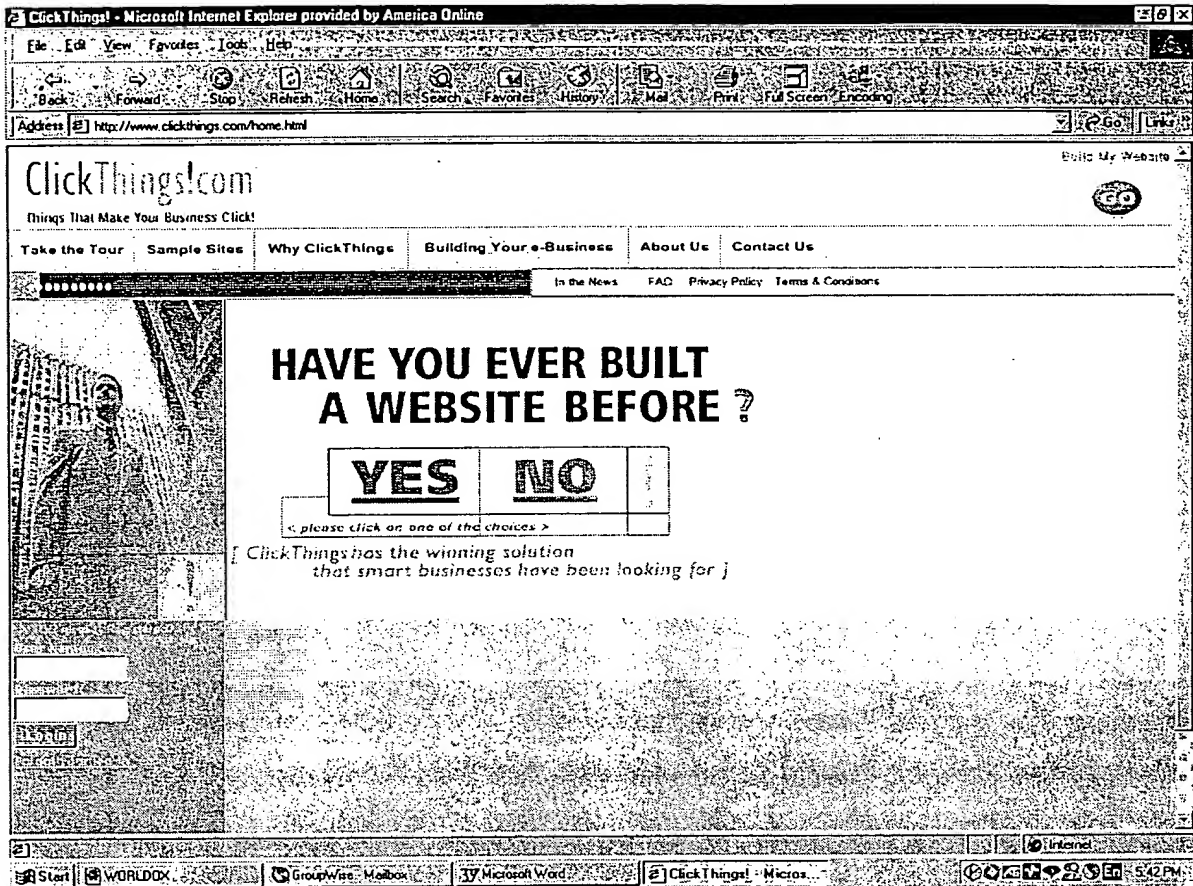 ClickThings! - Microsoft Internet Explorer provided by America Online
File Edit View Favorites Tools Help
Back Forward Stop Refresh Home Search Favorites History Mail Print Full Screen Encoding
Address http://www.clickthings.com/home.html Go Links
Build My Website
ClickThings!com
GO
Things That Make Your Business Click!
Take the Tour Sample Sites Why ClickThings Building Your e-Business About Us Contact Us
In the News FAQ Privacy Policy Terms & Conditions
HAVE YOU EVER BUILT
A WEBSITE BEFORE ?
YES NO
< please click on one of the choices >
[ ClickThings has the winning solution
that smart businesses have been looking for ]
LOGIN
Internet
Start WORLDOX... GroupWise - Mailbox Microsoft Word ClickThings! - Micros... 5:42 PM